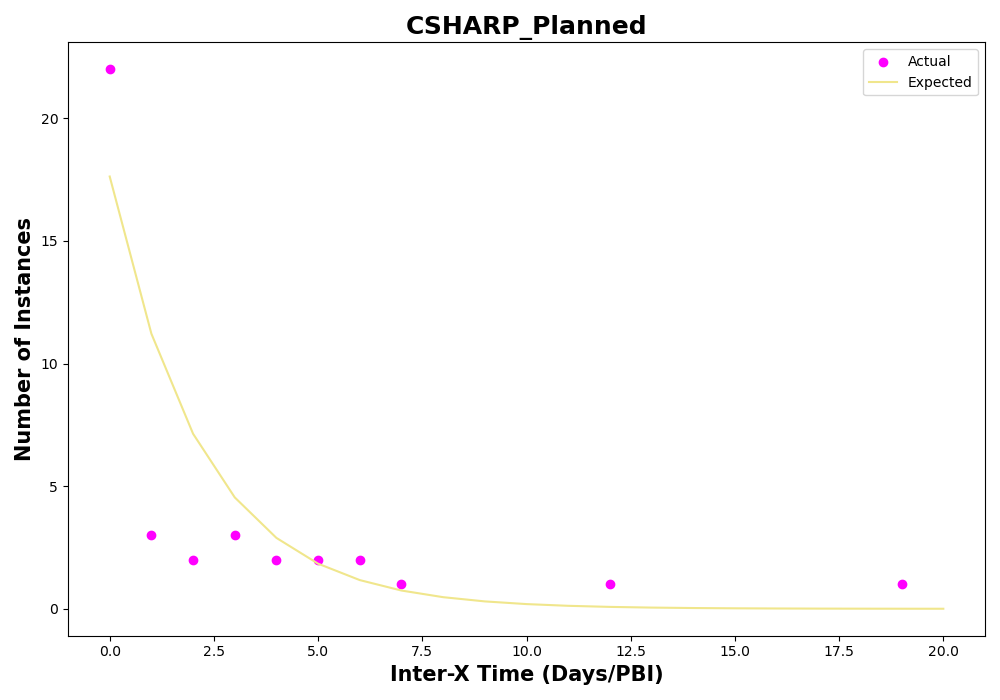 CSHARP_Planned
Actual
Expected
Number of Instances
20
15
10
5
0
0.0 2.5 5.0 7.5 10.0 12.5 15.0 17.5 20.0
Inter-X Time (Days/PBI)